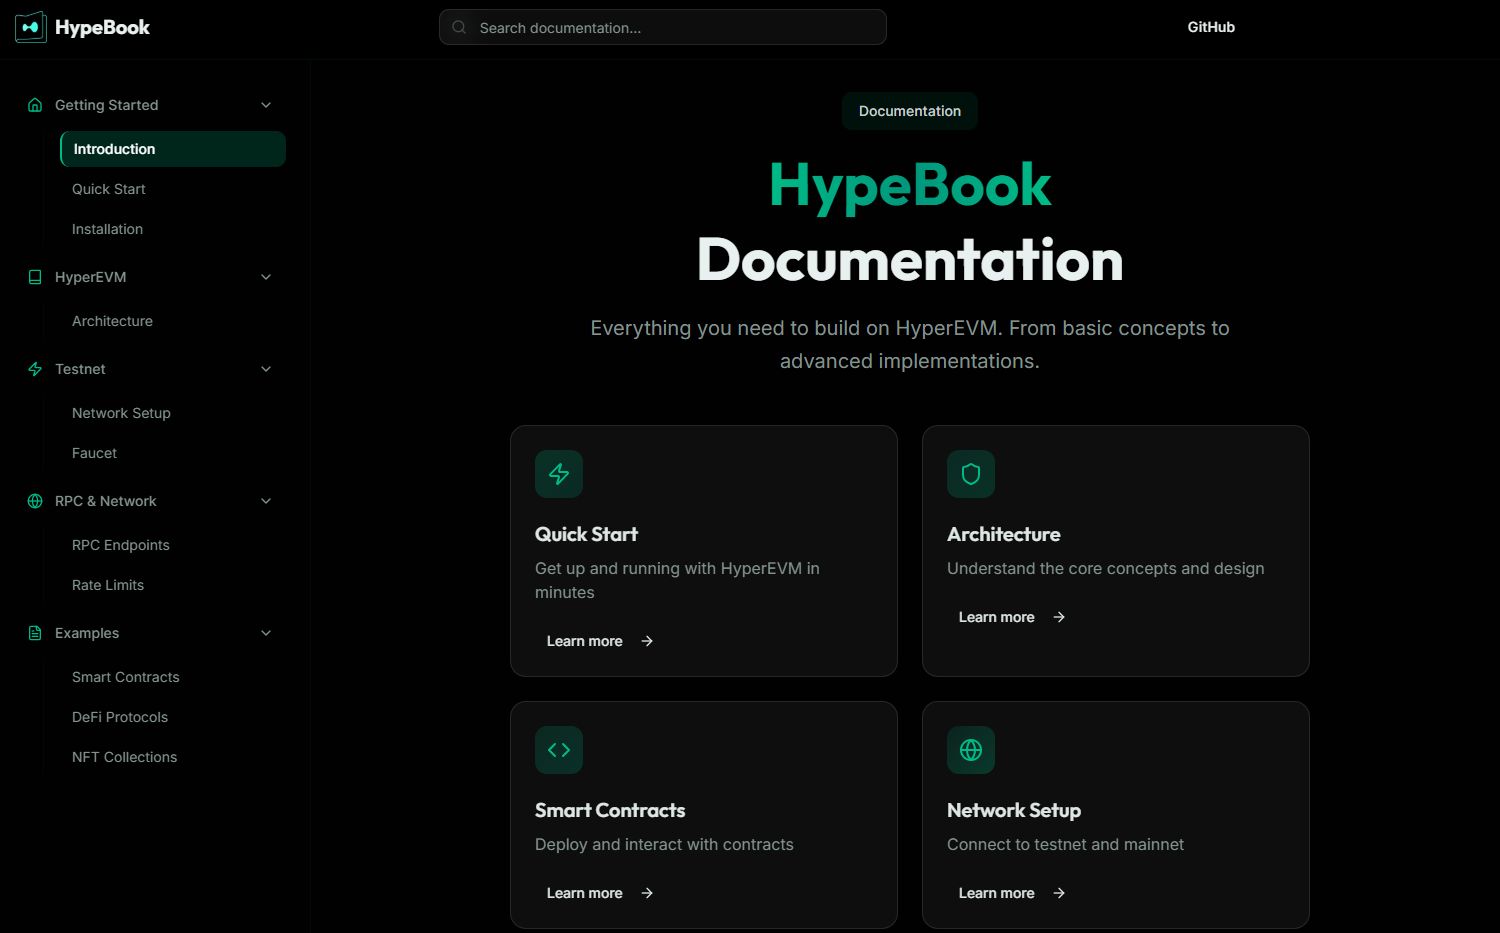 HypeBook
Search documentation...
GitHub
Getting Started
Introduction
Quick Start
Installation
HyperEVM
Architecture
Testnet
Network Setup
Faucet
RPC & Network
RPC Endpoints
Rate Limits
Examples
Smart Contracts
DeFi Protocols
NFT Collections
Documentation
HypeBook
Documentation
Everything you need to build on HyperEVM. From basic concepts to
advanced implementations.
Quick Start
Get up and running with HyperEVM in
minutes
Learn more
Architecture
Understand the core concepts and design
Learn more
Smart Contracts
Deploy and interact with contracts
Learn more
Network Setup
Connect to testnet and mainnet
Learn more